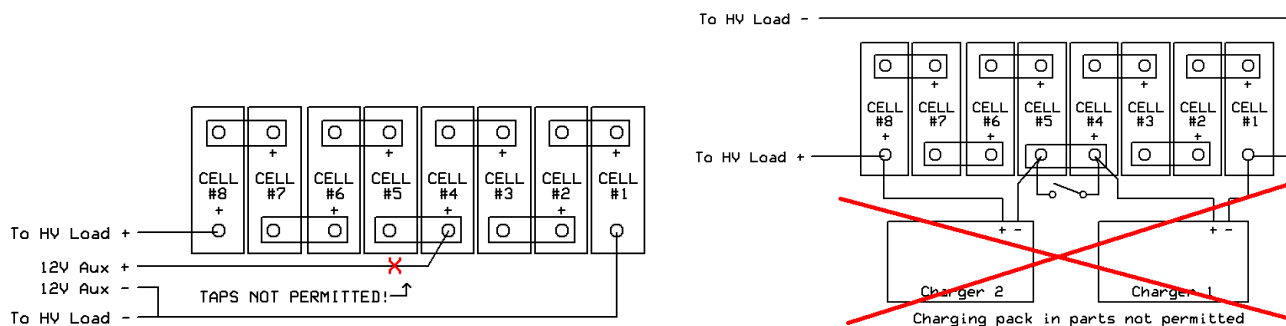 To HV Load -
CELL #8 +
CELL #7 +
CELL #6
CELL #5 +
CELL #4 +
CELL #3 +
CELL #2
CELL #1 +
To HV Load +
+ -
+ -
Charger 2
Charger 1
Charging pack in parts not permitted
+
+
+
+
CELL #8 +
CELL #7
CELL #6
CELL #5
CELL #4
CELL #3
CELL #2
CELL #1
+
+
To HV Load +
12V Aux +
12V Aux -
TAPS NOT PERMITTED!
To HV Load -